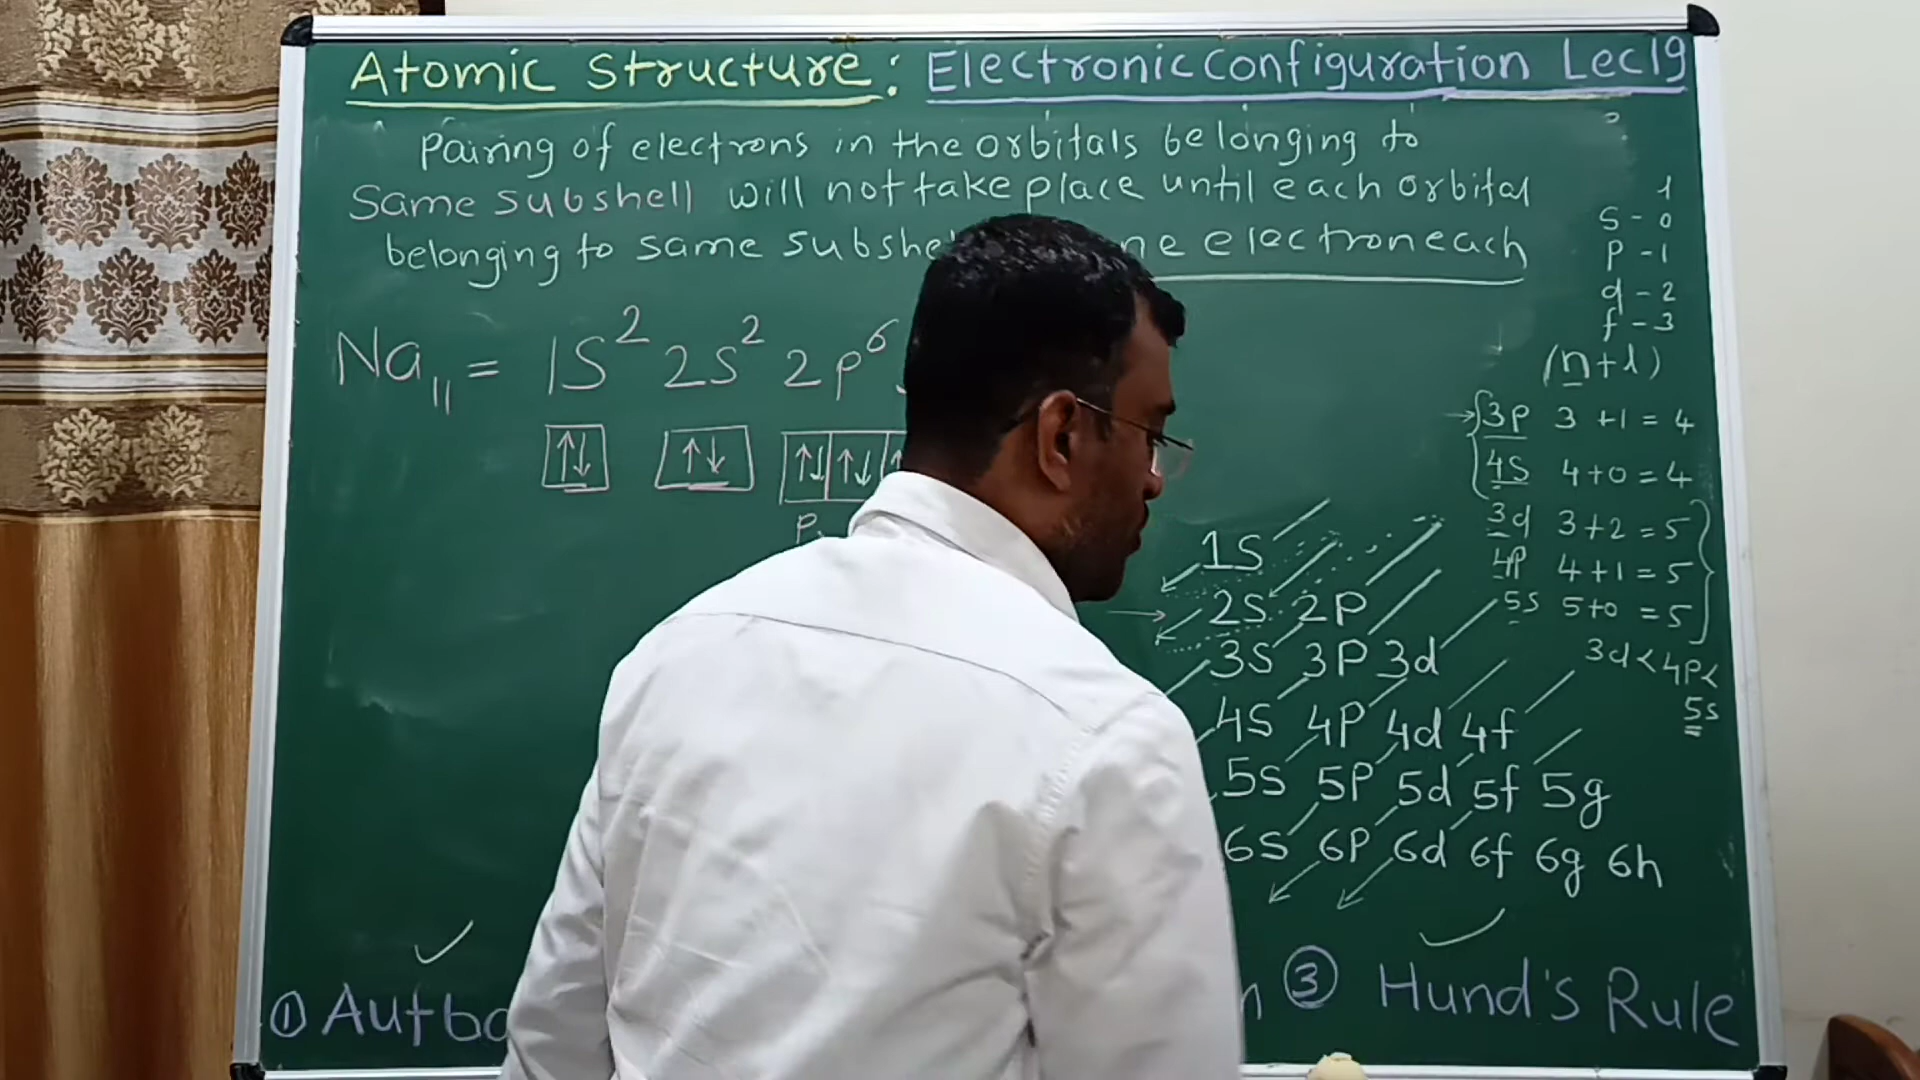 Atomic structure: Electronic configuration Lec19
Pairing of electrons in the orbitals belonging to
same subshell will not take place until each orbital
belonging to same electron each
Na11 = 1S² 2S² 2p⁶
↑↓ ↑↓ ↑↓ ↑↓
l
S - 0
P - 1
d - 2
f - 3
(n+l)
→ 3p 3 +1 = 4
4S 4+0 = 4
3d 3+2 = 5
4P 4+1 = 5
5s 5+0 = 5
3d < 4P <
5s
1S
2S 2P
3S 3P 3d
4S 4P 4d 4f
5S 5P 5d 5f 5g
6S 6P 6d 6f 6g 6h
① ③ Hund's Rule